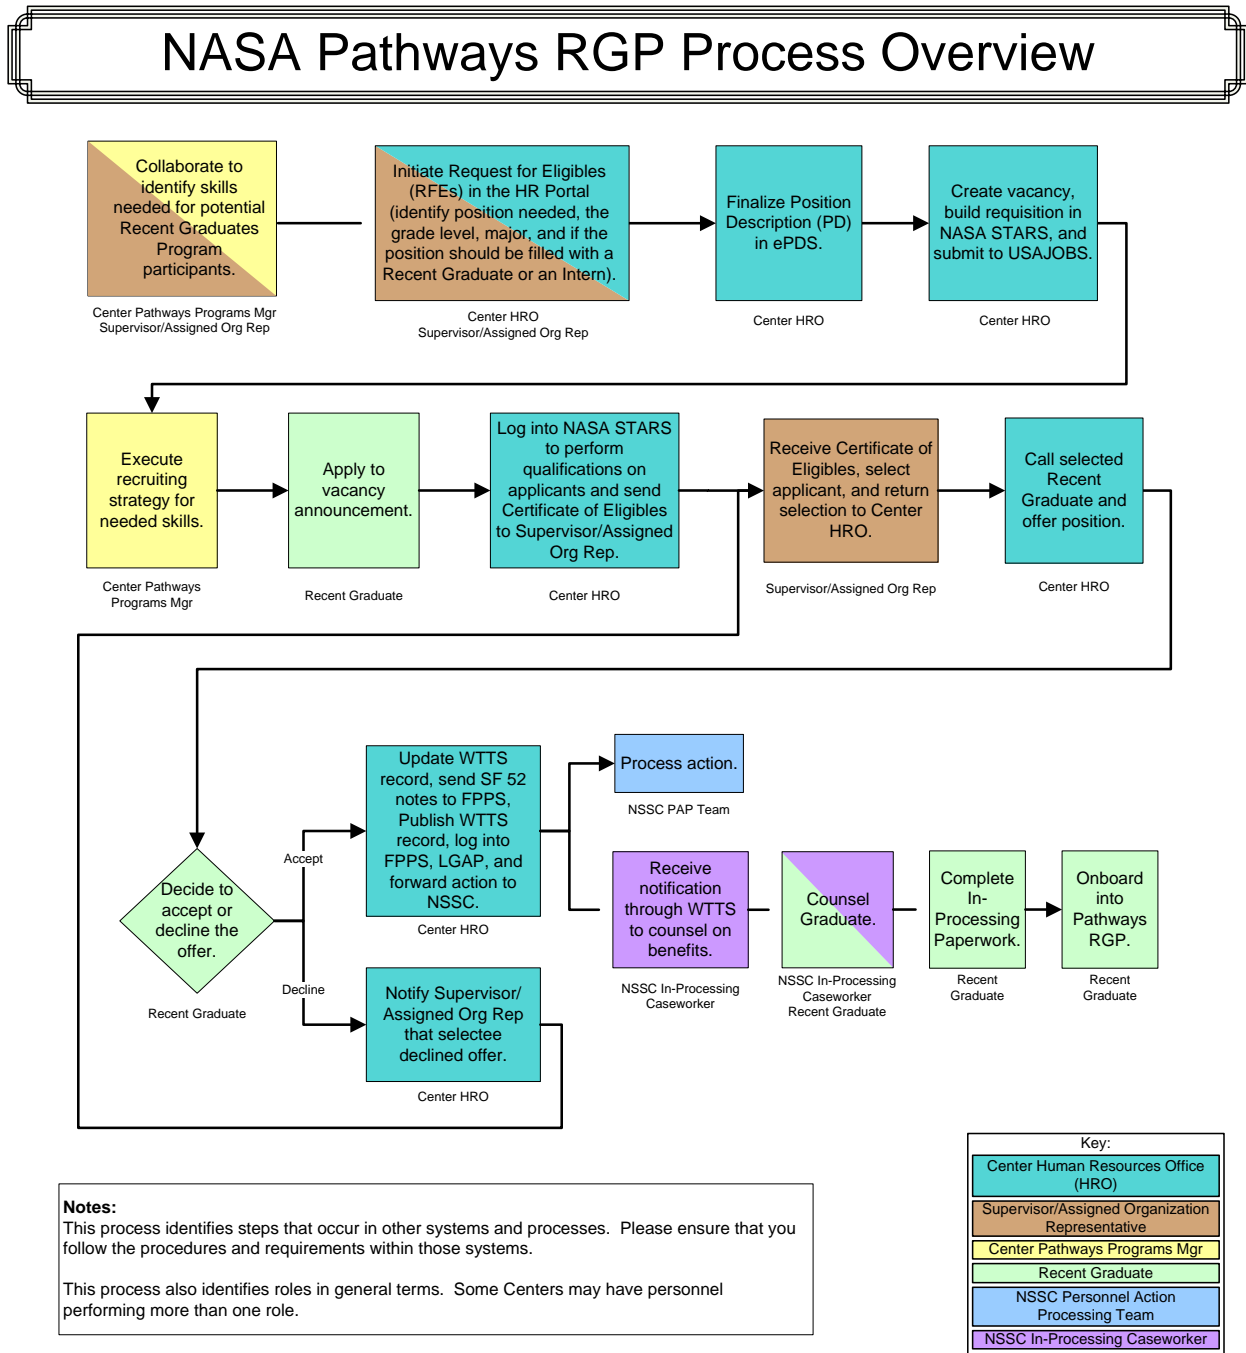 NASA Pathways RGP Process Overview
Collaborate to
identify skills
needed for potential
Recent Graduates
Program
participants.
Center Pathways Programs Mgr
Supervisor/Assigned Org Rep
Initiate Request for Eligibles
(RFEs) in the HR Portal
(identify position needed, the
grade level, major, and if the
position should be filled with a
Recent Graduate or an Intern).
Center HRO
Supervisor/Assigned Org Rep
Finalize Position
Description (PD)
in ePDS.
Center HRO
Create vacancy,
build requisition in
NASA STARS, and
submit to USAJOBS.
Center HRO
Execute
recruiting
strategy for
needed skills.
Center Pathways
Programs Mgr
Apply to
vacancy
announcement.
Recent Graduate
Log into NASA STARS
to perform
qualifications on
applicants and send
Certificate of Eligibles
to Supervisor/Assigned
Org Rep.
Center HRO
Receive Certificate of
Eligibles, select
applicant, and return
selection to Center
HRO.
Supervisor/Assigned Org Rep
Call selected
Recent
Graduate and
offer position.
Center HRO
Decide to
accept or
decline the
offer.
Recent Graduate
Accept
Decline
Update WTTS
record, send SF 52
notes to FPPS,
Publish WTTS
record, log into
FPPS, LGAP, and
forward action to
NSSC.
Center HRO
Notify Supervisor/
Assigned Org Rep
that selectee
declined offer.
Center HRO
Process action.
NSSC PAP Team
Receive
notification
through WTTS
to counsel on
benefits.
NSSC In-Processing
Caseworker
Counsel
Graduate.
NSSC In-Processing
Caseworker
Recent Graduate
Complete
In-
Processing
Paperwork.
Recent
Graduate
Onboard
into
Pathways
RGP.
Recent
Graduate
Notes:
This process identifies steps that occur in other systems and processes.  Please ensure that you
follow the procedures and requirements within those systems.
This process also identifies roles in general terms.  Some Centers may have personnel
performing more than one role.
Key:
Center Human Resources Office
(HRO)
Supervisor/Assigned Organization
Representative
Center Pathways Programs Mgr
Recent Graduate
NSSC Personnel Action
Processing Team
NSSC In-Processing Caseworker